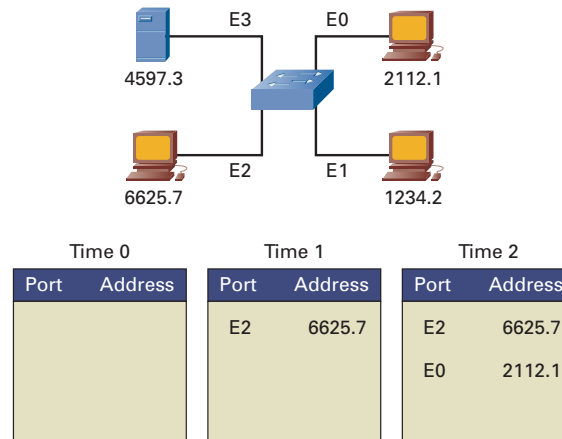 E3 E0
4597.3 2112.1
E2 E1
6625.7 1234.2
Time 0 Time 1 Time 2
Port Address Port Address Port Address
E2 6625.7 E2 6625.7
E0 2112.1